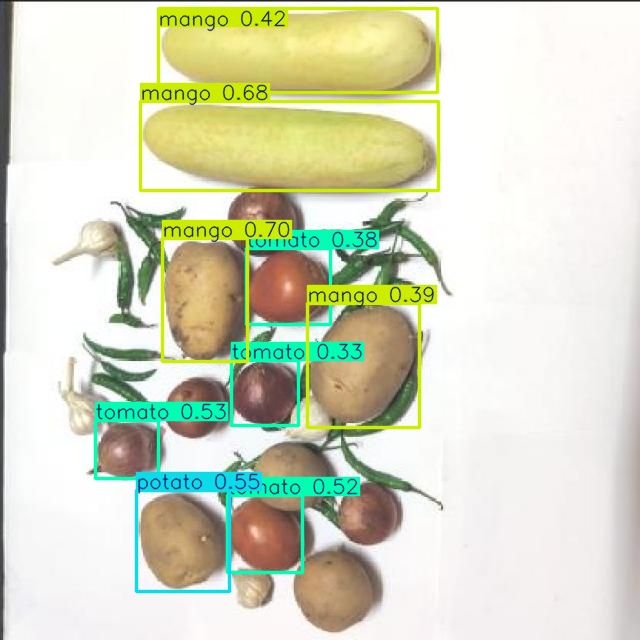 mango 0.42
mango 0.68
mango 0.70
tomato 0.38
mango 0.39
tomato 0.33
tomato 0.53
potato 0.55
tomato 0.52